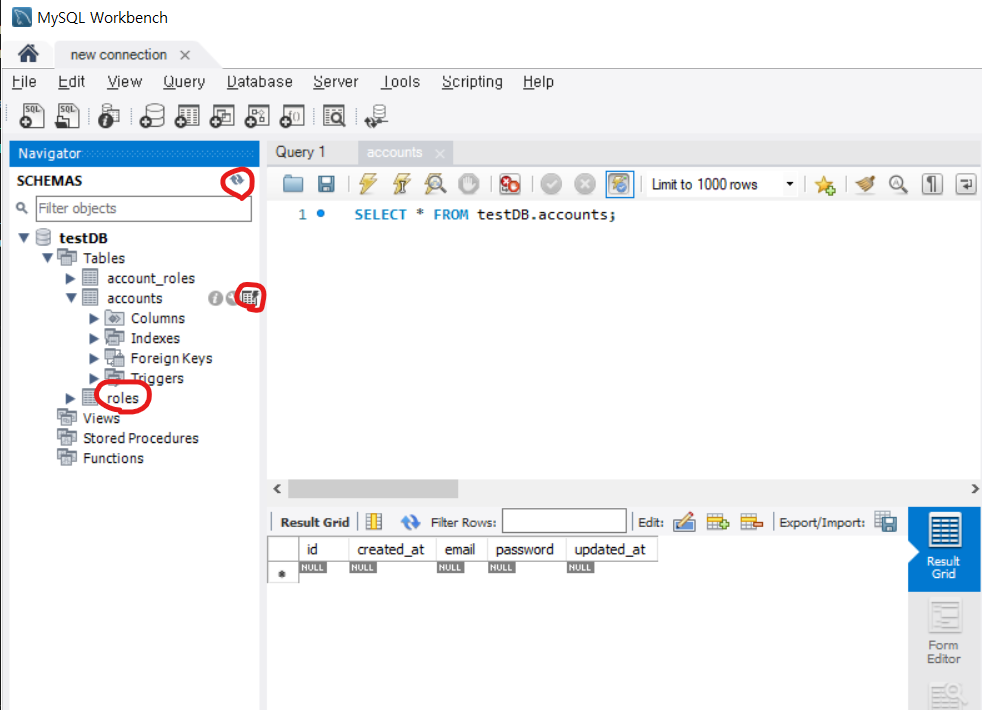 MySQL Workbench
new connection
File Edit View Query Database Server Tools Scripting Help
SQL SQL
Navigator
SCHEMAS
Filter objects
testDB
Tables
account_roles
accounts
Columns
Indexes
Foreign Keys
Triggers
roles
Views
Stored Procedures
Functions
Query 1 accounts
Limit to 1000 rows
1 SELECT * FROM testDB.accounts;
Result Grid Filter Rows: Edit: Export/Import:
id created_at email password updated_at
NULL NULL NULL NULL NULL
Result
Grid
Form
Editor